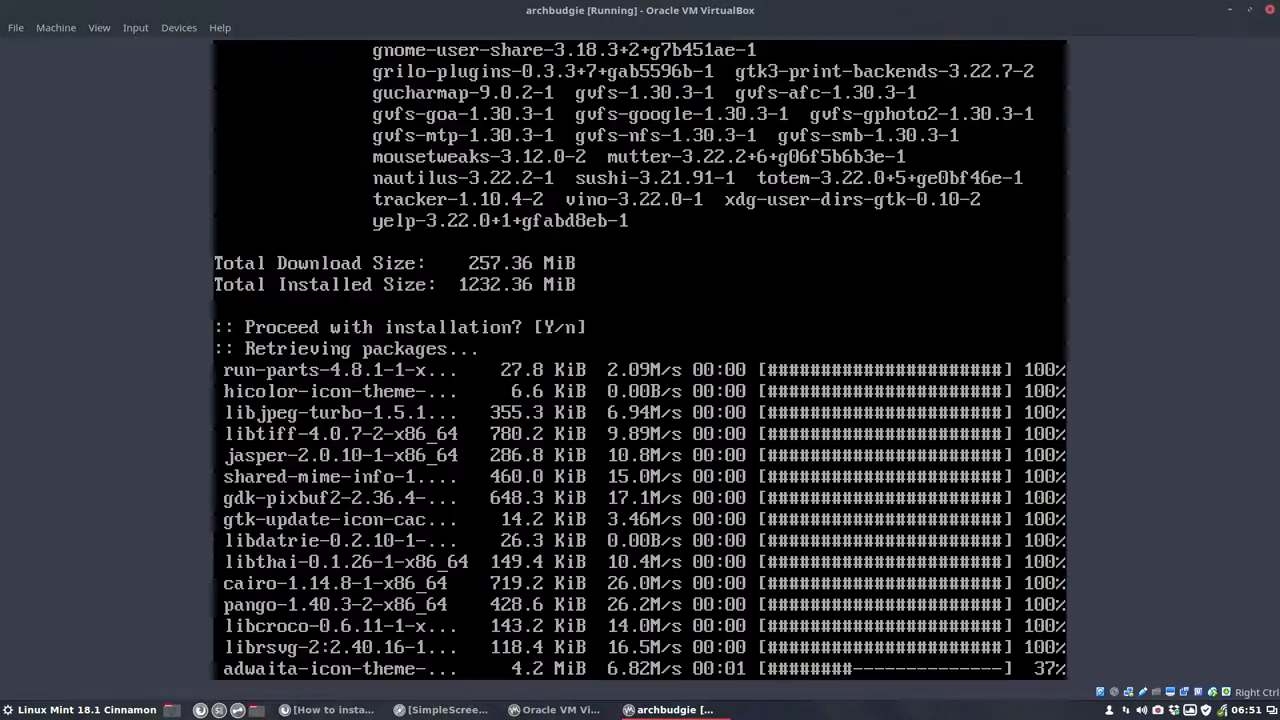 archbudgie [Running] - Oracle VM VirtualBox
File Machine View Input Devices Help
gnome-user-share-3.18.3+2+g7b451ae-1
grilo-plugins-0.3.3+7+gab5596b-1 gtk3-print-backends-3.22.7-2
gucharmap-9.0.2-1 gvfs-1.30.3-1 gvfs-afc-1.30.3-1
gvfs-goa-1.30.3-1 gvfs-google-1.30.3-1 gvfs-gphoto2-1.30.3-1
gvfs-mtp-1.30.3-1 gvfs-nfs-1.30.3-1 gvfs-smb-1.30.3-1
mousetweaks-3.12.0-2 mutter-3.22.2+6+g06f5b6b3e-1
nautilus-3.22.2-1 sushi-3.21.91-1 totem-3.22.0+5+ge0bf46e-1
tracker-1.10.4-2 vino-3.22.0-1 xdg-user-dirs-gtk-0.10-2
yelp-3.22.0+1+gfabd8eb-1
Total Download Size: 257.36 MiB
Total Installed Size: 1232.36 MiB
:: Proceed with installation? [Y/n]
:: Retrieving packages...
run-parts-4.8.1-1-x... 27.8 KiB 2.09M/s 00:00 [######################] 100%
hicolor-icon-theme-... 6.6 KiB 0.00B/s 00:00 [######################] 100%
libjpeg-turbo-1.5.1... 355.3 KiB 6.94M/s 00:00 [######################] 100%
libtiff-4.0.7-2-x86_64 780.2 KiB 9.89M/s 00:00 [######################] 100%
jasper-2.0.10-1-x86_64 286.8 KiB 10.8M/s 00:00 [######################] 100%
shared-mime-info-1.... 460.0 KiB 15.0M/s 00:00 [######################] 100%
gdk-pixbuf2-2.36.4-... 648.3 KiB 17.1M/s 00:00 [######################] 100%
gtk-update-icon-cac... 14.2 KiB 3.46M/s 00:00 [######################] 100%
libdatrie-0.2.10-1-... 26.3 KiB 0.00B/s 00:00 [######################] 100%
libthai-0.1.26-1-x86_64 149.4 KiB 10.4M/s 00:00 [######################] 100%
cairo-1.14.8-1-x86_64 719.2 KiB 26.0M/s 00:00 [######################] 100%
pango-1.40.3-2-x86_64 428.6 KiB 26.2M/s 00:00 [######################] 100%
libcroco-0.6.11-1-x... 143.2 KiB 14.0M/s 00:00 [######################] 100%
librsvg-2:2.40.16-1... 118.4 KiB 16.5M/s 00:00 [######################] 100%
adwaita-icon-theme-... 4.2 MiB 6.82M/s 00:01 [########--------------] 37%
Right Ctrl
Linux Mint 18.1 Cinnamon [How to insta... [SimpleScree... Oracle VM Vi... archbudgie [... 06:51